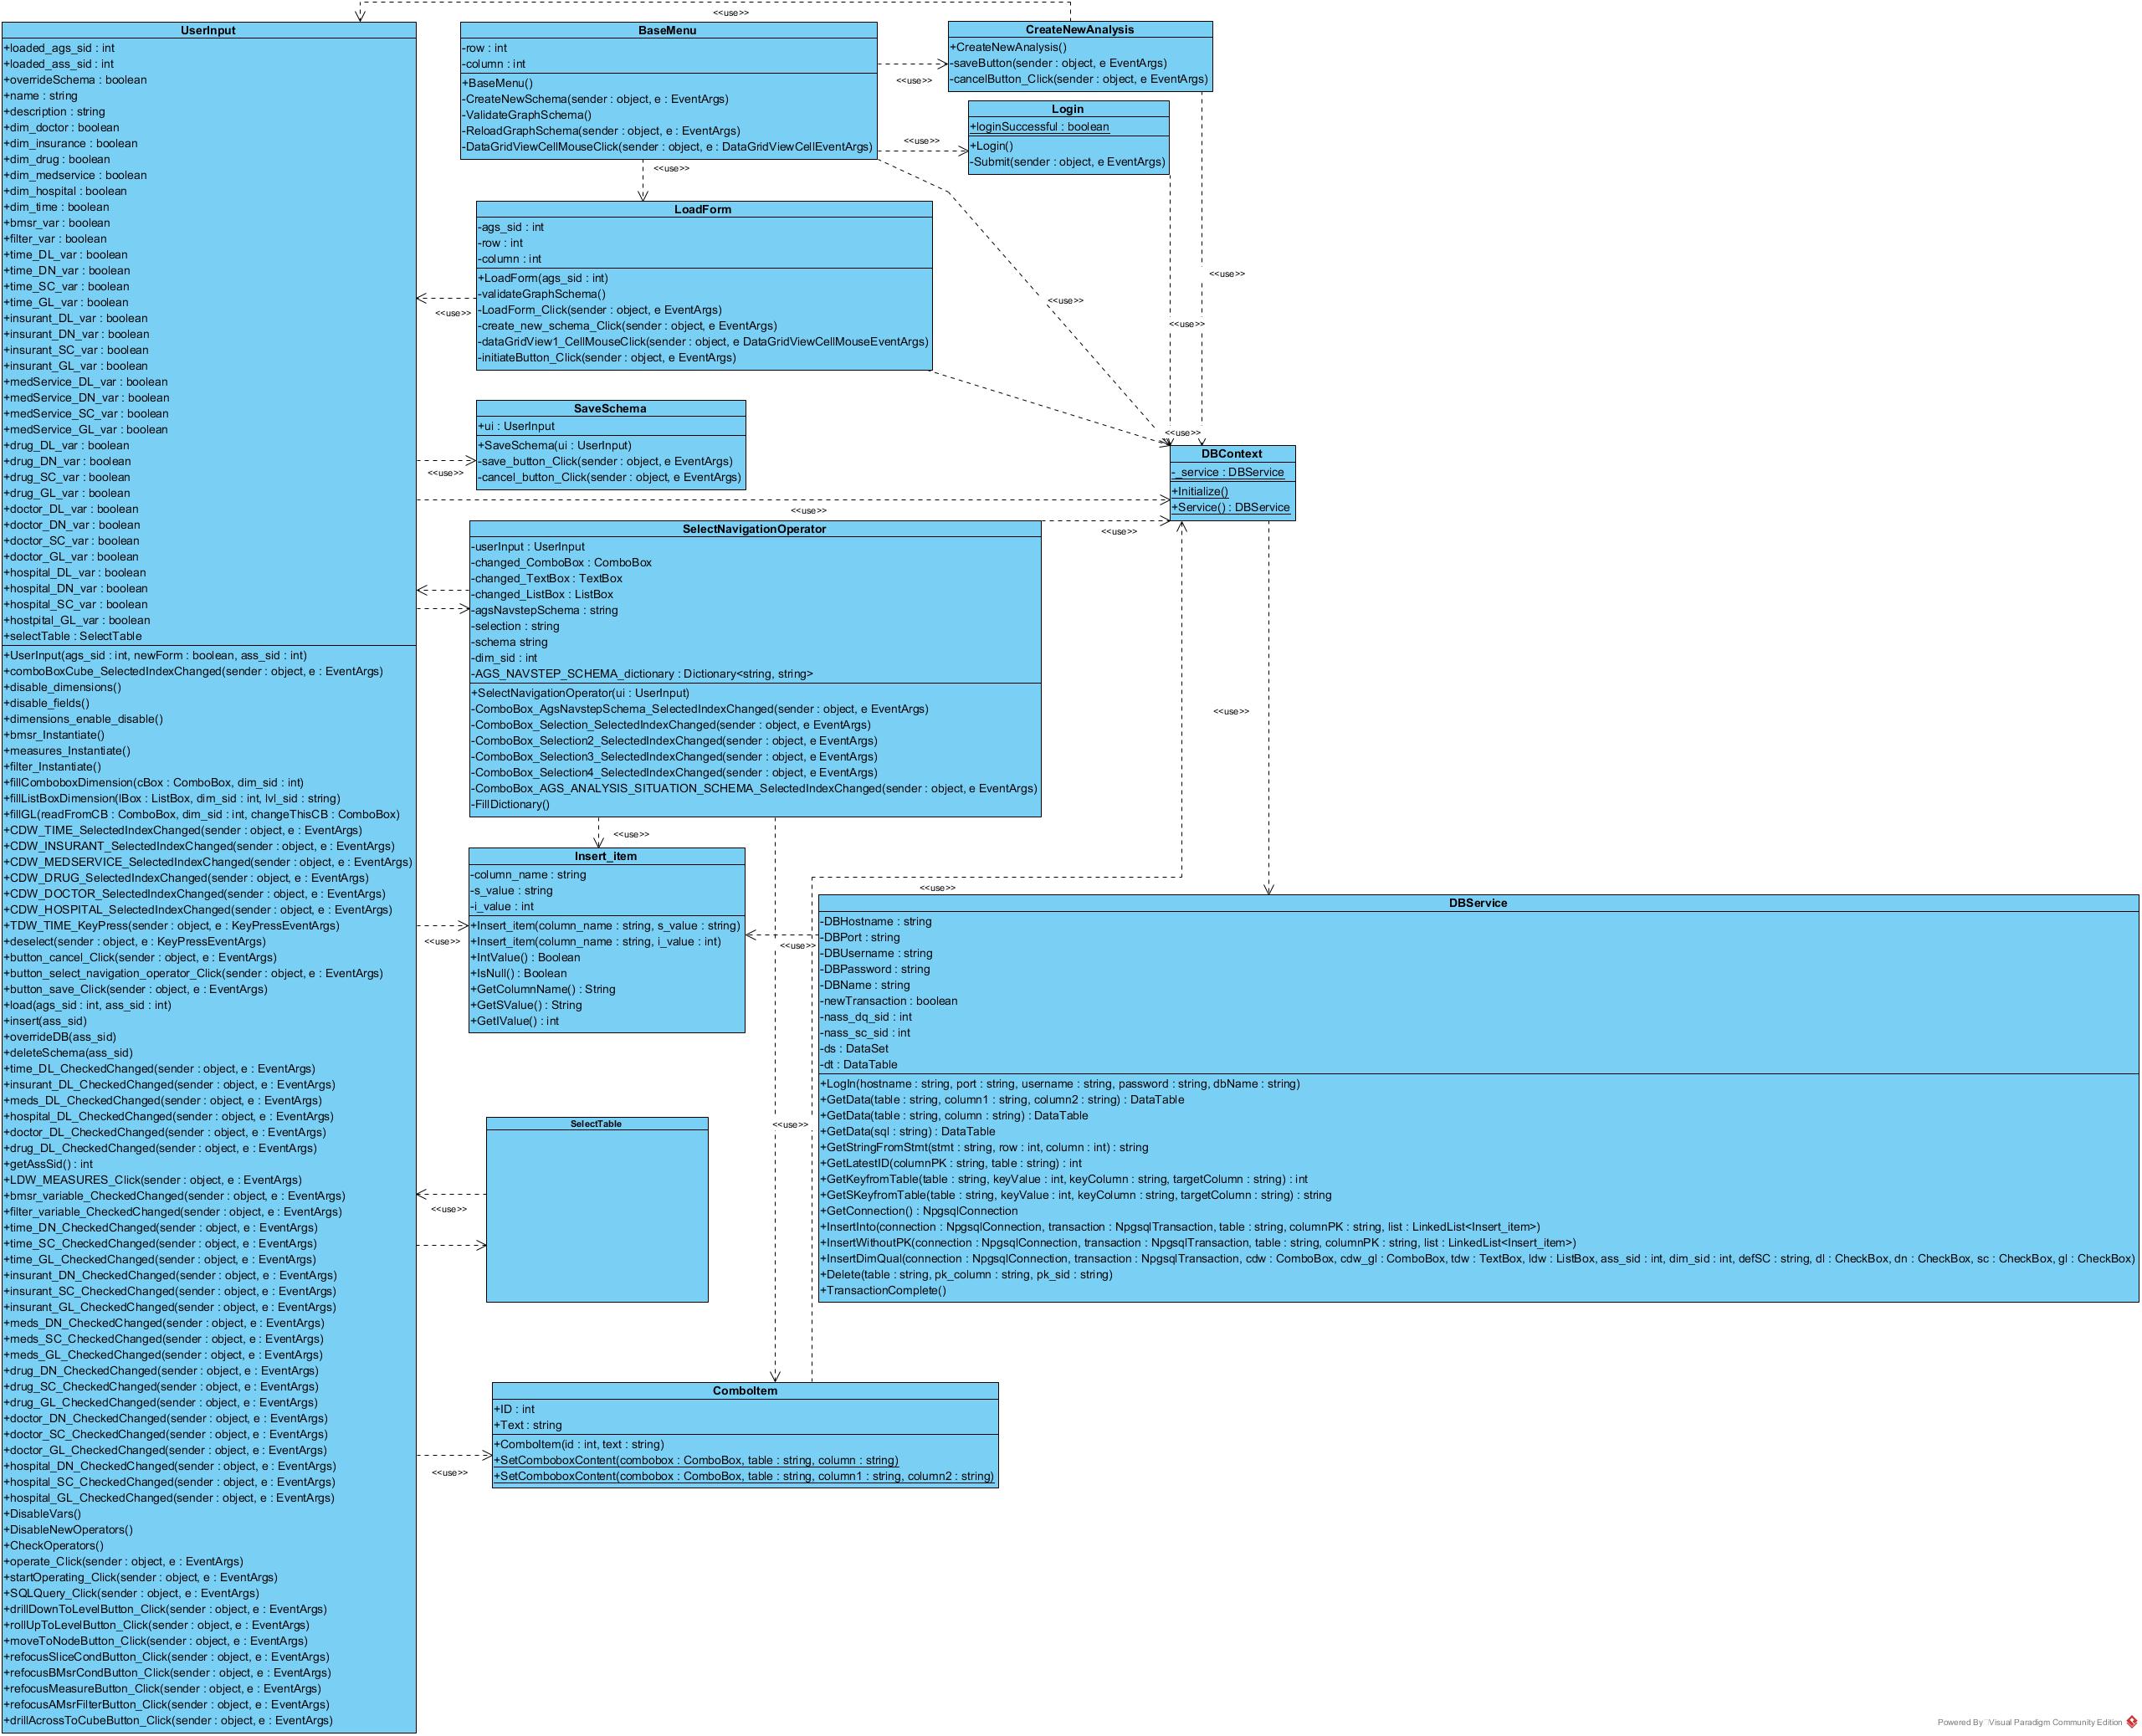 <<use>>
UserInput
+loaded_ags_sid : int
+loaded_ass_sid : int
+overrideSchema : boolean
+name : string
+description : string
+dim_doctor : boolean
+dim_insurance : boolean
+dim_drug : boolean
+dim_medservice : boolean
+dim_hospital : boolean
+dim_time : boolean
+bmsr_var : boolean
+filter_var : boolean
+time_DL_var : boolean
+time_DN_var : boolean
+time_SC_var : boolean
+time_GL_var : boolean
+insurant_DL_var : boolean
+insurant_DN_var : boolean
+insurant_SC_var : boolean
+insurant_GL_var : boolean
+medService_DL_var : boolean
+medService_DN_var : boolean
+medService_SC_var : boolean
+medService_GL_var : boolean
+drug_DL_var : boolean
+drug_DN_var : boolean
+drug_SC_var : boolean
+drug_GL_var : boolean
+doctor_DL_var : boolean
+doctor_DN_var : boolean
+doctor_SC_var : boolean
+doctor_GL_var : boolean
+hospital_DL_var : boolean
+hospital_DN_var : boolean
+hospital_SC_var : boolean
+hostpital_GL_var : boolean
+selectTable : SelectTable
+UserInput(ags_sid : int, newForm : boolean, ass_sid : int)
+comboBoxCube_SelectedIndexChanged(sender : object, e : EventArgs)
+disable_dimensions()
+disable_fields()
+dimensions_enable_disable()
+bmsr_Instantiate()
+measures_Instantiate()
+filter_Instantiate()
+fillComboboxDimension(cBox : ComboBox, dim_sid : int)
+fillListBoxDimension(lBox : ListBox, dim_sid : int, lvl_sid : string)
+fillGL(readFromCB : ComboBox, dim_sid : int, changeThisCB : ComboBox)
+CDW_TIME_SelectedIndexChanged(sender : object, e : EventArgs)
+CDW_INSURANT_SelectedIndexChanged(sender : object, e : EventArgs)
+CDW_MEDSERVICE_SelectedIndexChanged(sender : object, e : EventArgs)
+CDW_DRUG_SelectedIndexChanged(sender : object, e : EventArgs)
+CDW_DOCTOR_SelectedIndexChanged(sender : object, e : EventArgs)
+CDW_HOSPITAL_SelectedIndexChanged(sender : object, e : EventArgs)
+TDW_TIME_KeyPress(sender : object, e : KeyPressEventArgs)
+deselect(sender : object, e : KeyPressEventArgs)
+button_cancel_Click(sender : object, e : EventArgs)
+button_select_navigation_operator_Click(sender : object, e : EventArgs)
+button_save_Click(sender : object, e : EventArgs)
+load(ags_sid : int, ass_sid : int)
+insert(ass_sid)
+overrideDB(ass_sid)
+deleteSchema(ass_sid)
+time_DL_CheckedChanged(sender : object, e : EventArgs)
+insurant_DL_CheckedChanged(sender : object, e : EventArgs)
+meds_DL_CheckedChanged(sender : object, e : EventArgs)
+hospital_DL_CheckedChanged(sender : object, e : EventArgs)
+doctor_DL_CheckedChanged(sender : object, e : EventArgs)
+drug_DL_CheckedChanged(sender : object, e : EventArgs)
+getAssSid() : int
+LDW_MEASURES_Click(sender : object, e : EventArgs)
+bmsr_variable_CheckedChanged(sender : object, e : EventArgs)
+filter_variable_CheckedChanged(sender : object, e : EventArgs)
+time_DN_CheckedChanged(sender : object, e : EventArgs)
+time_SC_CheckedChanged(sender : object, e : EventArgs)
+time_GL_CheckedChanged(sender : object, e : EventArgs)
+insurant_DN_CheckedChanged(sender : object, e : EventArgs)
+insurant_SC_CheckedChanged(sender : object, e : EventArgs)
+insurant_GL_CheckedChanged(sender : object, e : EventArgs)
+meds_DN_CheckedChanged(sender : object, e : EventArgs)
+meds_SC_CheckedChanged(sender : object, e : EventArgs)
+meds_GL_CheckedChanged(sender : object, e : EventArgs)
+drug_DN_CheckedChanged(sender : object, e : EventArgs)
+drug_SC_CheckedChanged(sender : object, e : EventArgs)
+drug_GL_CheckedChanged(sender : object, e : EventArgs)
+doctor_DN_CheckedChanged(sender : object, e : EventArgs)
+doctor_SC_CheckedChanged(sender : object, e : EventArgs)
+doctor_GL_CheckedChanged(sender : object, e : EventArgs)
+hospital_DN_CheckedChanged(sender : object, e : EventArgs)
+hospital_SC_CheckedChanged(sender : object, e : EventArgs)
+hospital_GL_CheckedChanged(sender : object, e : EventArgs)
+DisableVars()
+DisableNewOperators()
+CheckOperators()
+operate_Click(sender : object, e : EventArgs)
+startOperating_Click(sender : object, e : EventArgs)
+SQLQuery_Click(sender : object, e : EventArgs)
+drillDownToLevelButton_Click(sender : object, e : EventArgs)
+rollUpToLevelButton_Click(sender : object, e : EventArgs)
+moveToNodeButton_Click(sender : object, e : EventArgs)
+refocusSliceCondButton_Click(sender : object, e : EventArgs)
+refocusBMsrCondButton_Click(sender : object, e : EventArgs)
+refocusMeasureButton_Click(sender : object, e : EventArgs)
+refocusAMsrFilterButton_Click(sender : object, e : EventArgs)
+drillAcrossToCubeButton_Click(sender : object, e : EventArgs)
BaseMenu
-row : int
-column : int
+BaseMenu()
-CreateNewSchema(sender : object, e : EventArgs)
-ValidateGraphSchema()
-ReloadGraphSchema(sender : object, e : EventArgs)
-DataGridViewCellMouseClick(sender : object, e : DataGridViewCellEventArgs)
<<use>>
<<use>>
<<use>>
CreateNewAnalysis
+CreateNewAnalysis()
-saveButton(sender : object, e EventArgs)
-cancelButton_Click(sender : object, e EventArgs)
Login
+loginSuccessful : boolean
+Login()
-Submit(sender : object, e EventArgs)
LoadForm
-ags_sid : int
-row : int
-column : int
+LoadForm(ags_sid : int)
-validateGraphSchema()
-LoadForm_Click(sender : object, e EventArgs)
-create_new_schema_Click(sender : object, e EventArgs)
-dataGridView1_CellMouseClick(sender : object, e DataGridViewCellMouseEventArgs)
-initiateButton_Click(sender : object, e EventArgs)
<<use>>
<<use>>
<<use>>
<<use>>
<<use>>
SaveSchema
+ui : UserInput
+SaveSchema(ui : UserInput)
-save_button_Click(sender : object, e EventArgs)
-cancel_button_Click(sender : object, e EventArgs)
<<use>>
DBContext
-_service : DBService
+Initialize()
+Service() : DBService
<<use>>
<<use>>
SelectNavigationOperator
-userInput : UserInput
-changed_ComboBox : ComboBox
-changed_TextBox : TextBox
-changed_ListBox : ListBox
-agsNavstepSchema : string
-selection : string
-schema string
-dim_sid : int
-AGS_NAVSTEP_SCHEMA_dictionary : Dictionary<string, string>
+SelectNavigationOperator(ui : UserInput)
-ComboBox_AgsNavstepSchema_SelectedIndexChanged(sender : object, e EventArgs)
-ComboBox_Selection_SelectedIndexChanged(sender : object, e EventArgs)
-ComboBox_Selection2_SelectedIndexChanged(sender : object, e EventArgs)
-ComboBox_Selection3_SelectedIndexChanged(sender : object, e EventArgs)
-ComboBox_Selection4_SelectedIndexChanged(sender : object, e EventArgs)
-ComboBox_AGS_ANALYSIS_SITUATION_SCHEMA_SelectedIndexChanged(sender : object, e EventArgs)
-FillDictionary()
<<use>>
<<use>>
Insert_item
-column_name : string
-s_value : string
-i_value : int
+Insert_item(column_name : string, s_value : string)
+Insert_item(column_name : string, i_value : int)
+IntValue() : Boolean
+IsNull() : Boolean
+GetColumnName() : String
+GetSValue() : String
+GetIValue() : int
<<use>>
<<use>>
<<use>>
DBService
-DBHostname : string
-DBPort : string
-DBUsername : string
-DBPassword : string
-DBName : string
-newTransaction : boolean
-nass_dq_sid : int
-nass_sc_sid : int
-ds : DataSet
-dt : DataTable
+LogIn(hostname : string, port : string, username : string, password : string, dbName : string)
+GetData(table : string, column1 : string, column2 : string) : DataTable
+GetData(table : string, column : string) : DataTable
+GetData(sql : string) : DataTable
+GetStringFromStmt(stmt : string, row : int, column : int) : string
+GetLatestID(columnPK : string, table : string) : int
+GetKeyfromTable(table : string, keyValue : int, keyColumn : string, targetColumn : string) : int
+GetSKeyfromTable(table : string, keyValue : int, keyColumn : string, targetColumn : string) : string
+GetConnection() : NpgsqlConnection
+InsertInto(connection : NpgsqlConnection, transaction : NpgsqlTransaction, table : string, columnPK : string, list : LinkedList<Insert_item>)
+InsertWithoutPK(connection : NpgsqlConnection, transaction : NpgsqlTransaction, table : string, columnPK : string, list : LinkedList<Insert_item>)
+InsertDimQual(connection : NpgsqlConnection, transaction : NpgsqlTransaction, cdw : ComboBox, cdw_gl : ComboBox, tdw : TextBox, ldw : ListBox, ass_sid : int, dim_sid : int, defSC : string, dl : CheckBox, dn : CheckBox, sc : CheckBox, gl : CheckBox)
+Delete(table : string, pk_column : string, pk_sid : string)
+TransactionComplete()
<<use>>
SelectTable
<<use>>
ComboItem
+ID : int
+Text : string
+ComboItem(id : int, text : string)
+SetComboboxContent(combobox : ComboBox, table : string, column : string)
+SetComboboxContent(combobox : ComboBox, table : string, column1 : string, column2 : string)
<<use>>
Powered By Visual Paradigm Community Edition